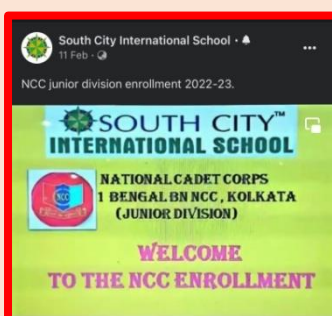 South City International School ·
11 Feb ·
NCC junior division enrollment 2022-23.
SOUTH CITY™
INTERNATIONAL SCHOOL
NCC
NATIONAL CADET CORPS
1 BENGAL BN NCC, KOLKATA
(JUNIOR DIVISION)
WELCOME
TO THE NCC ENROLLMENT